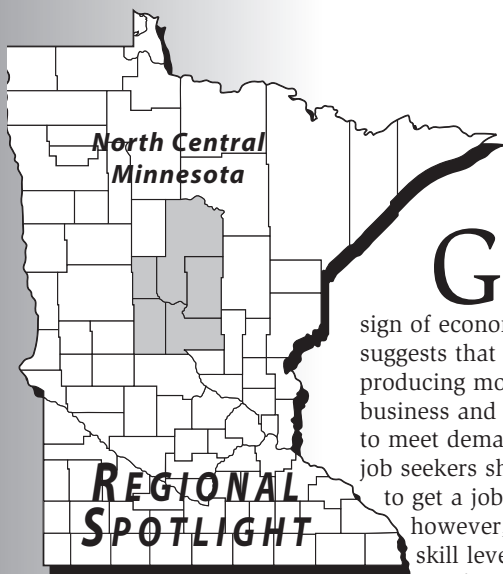 North Central
Minnesota
REGIONAL
SPOTLIGHT
G
sign of econo
suggests that
producing mo
business and
to meet dema
job seekers sh
to get a job
however
skill leve